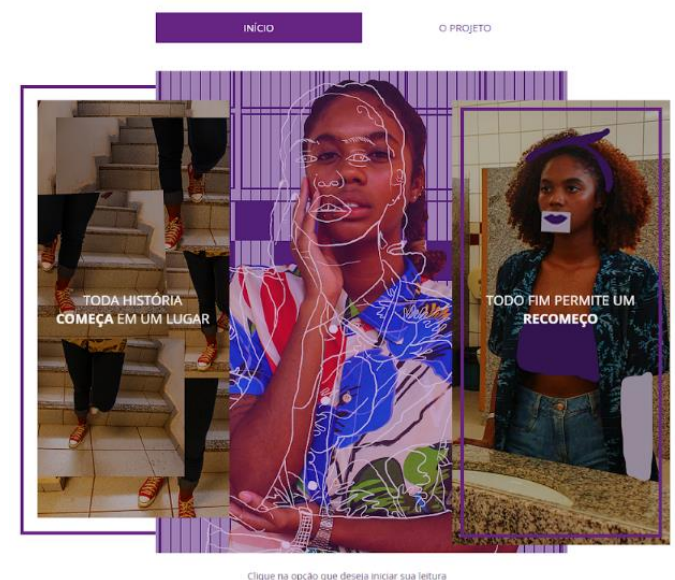 INÍCIO
O PROJETO
TODA HISTÓRIA
COMEÇA EM UM LUGAR
TODO FIM PERMITE UM
RECOMEÇO
Clique na opção que deseja iniciar sua leitura